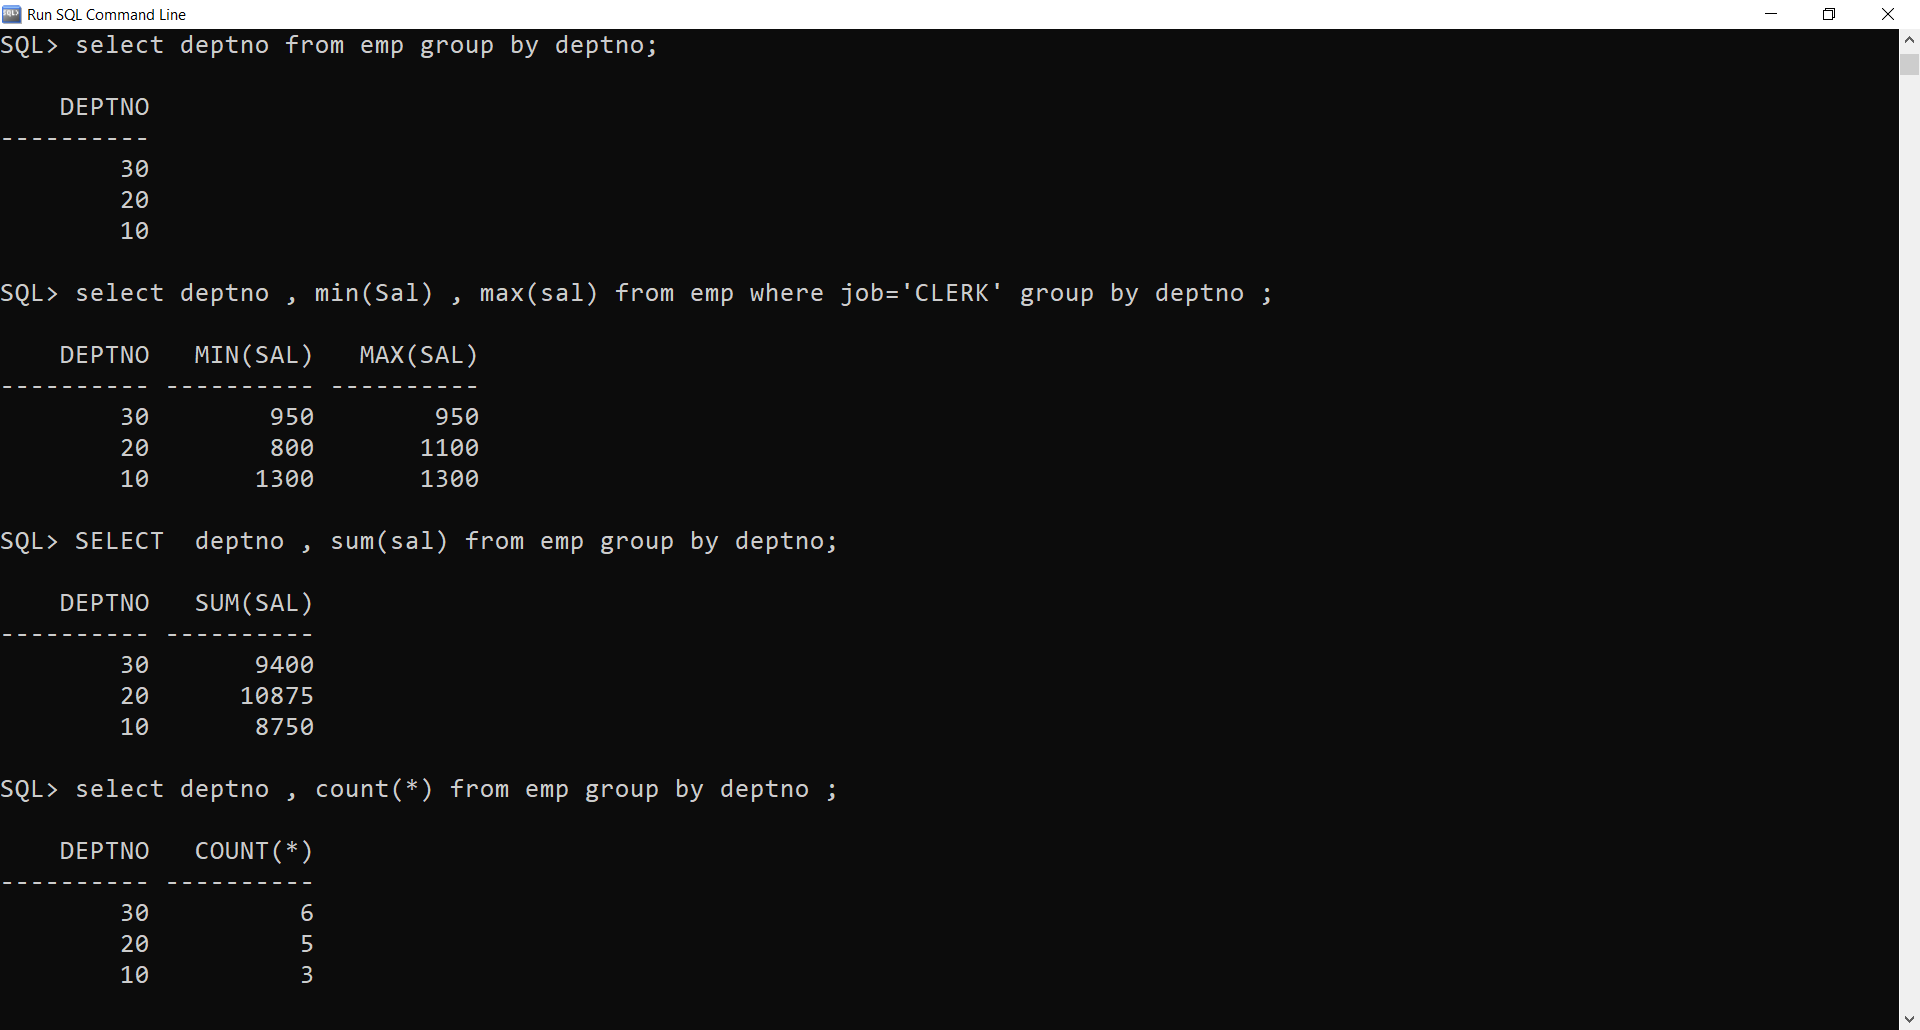 Run SQL Command Line
SQL> select deptno from emp group by deptno;
    DEPTNO
----------
        30
        20
        10
SQL> select deptno , min(Sal) , max(sal) from emp where job='CLERK' group by deptno ;
    DEPTNO   MIN(SAL)   MAX(SAL)
---------- ---------- ----------
        30        950        950
        20        800       1100
        10       1300       1300
SQL> SELECT  deptno , sum(sal) from emp group by deptno;
    DEPTNO   SUM(SAL)
---------- ----------
        30       9400
        20      10875
        10       8750
SQL> select deptno , count(*) from emp group by deptno ;
    DEPTNO   COUNT(*)
---------- ----------
        30          6
        20          5
        10          3